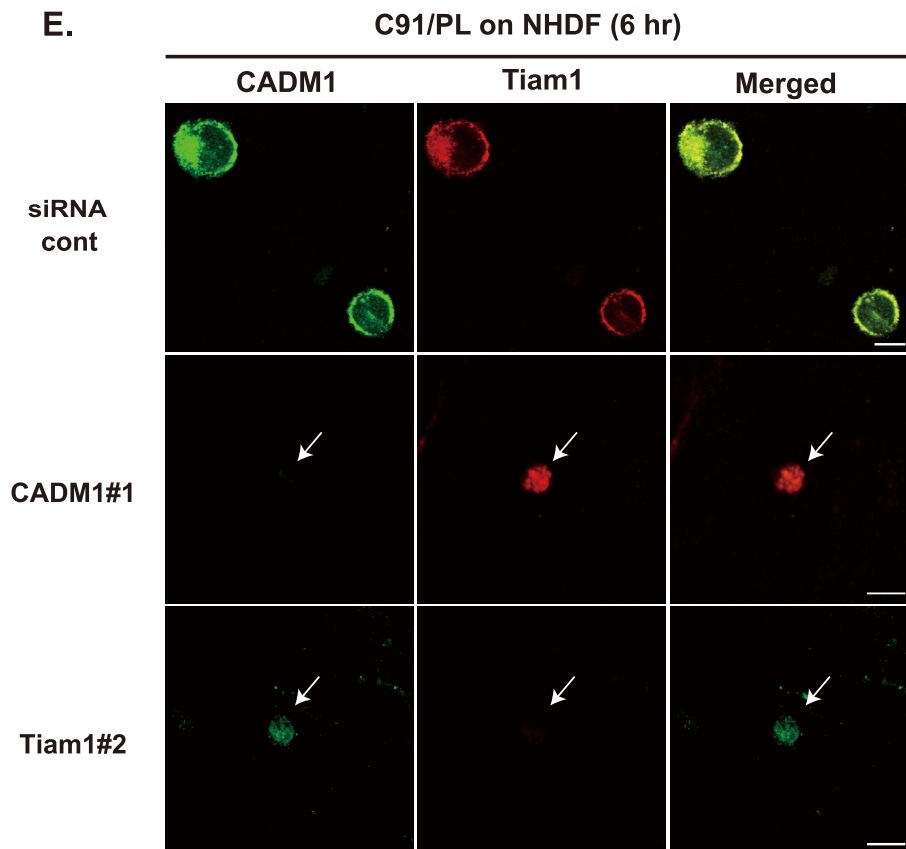 E.
C91/PL on NHDF (6 hr)
CADM1 Tiam1 Merged
siRNA
cont
CADM1#1
Tiam1#2